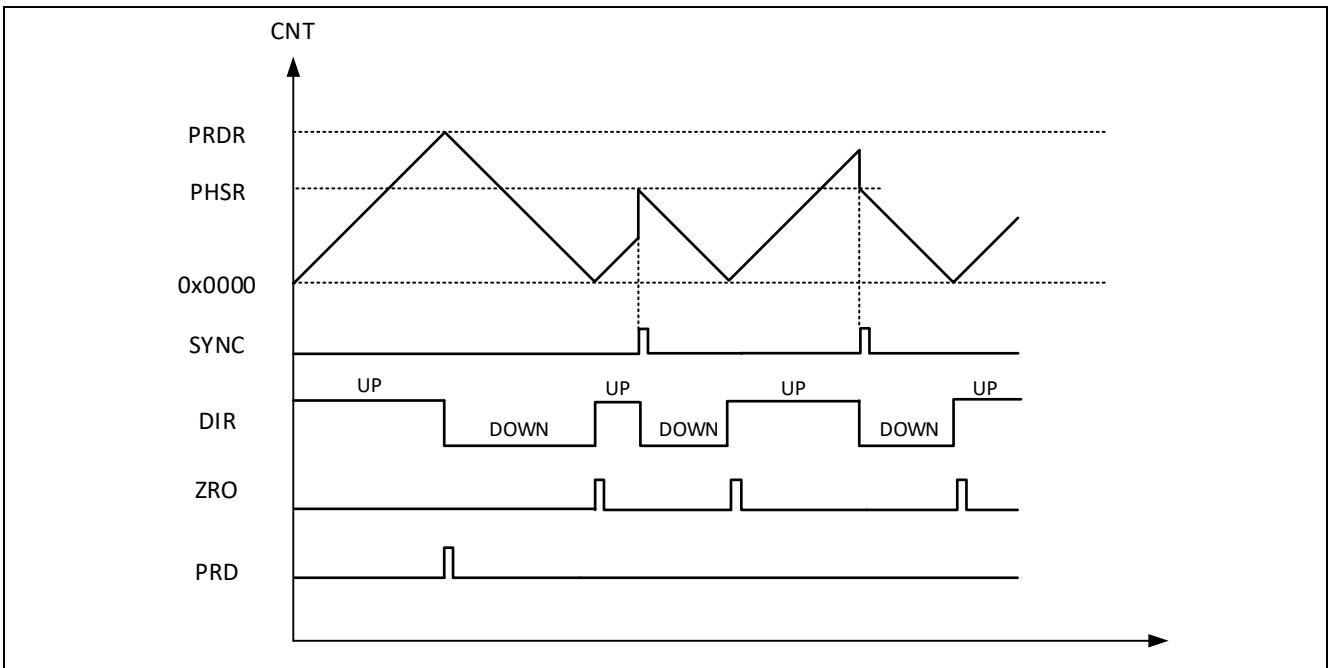 CNT
PRDR
PHSR
0x0000
SYNC
UP UP UP UP
DIR
DOWN DOWN DOWN
ZRO
PRD